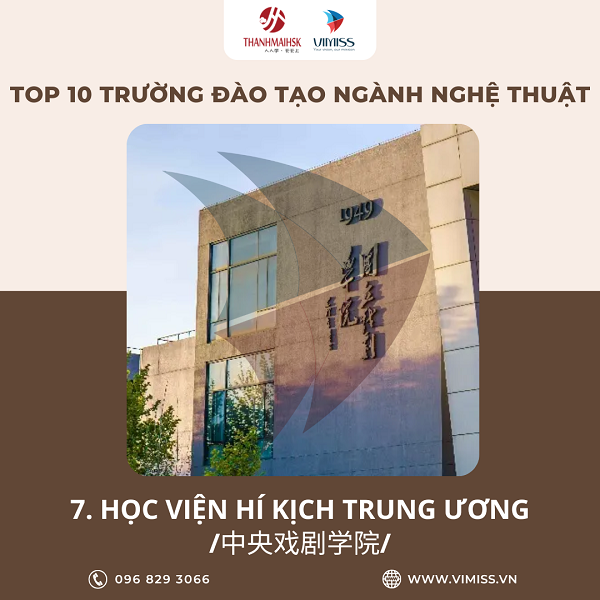 THANHMAIHSK
VIMISS
TOP 10 TRƯỜNG ĐÀO TẠO NGÀNH NGHỆ THUẬT
1949
7. HỌC VIỆN HÍ KỊCH TRUNG ƯƠNG
/中央戏剧学院/
096 829 3066
WWW.VIMISS.VN